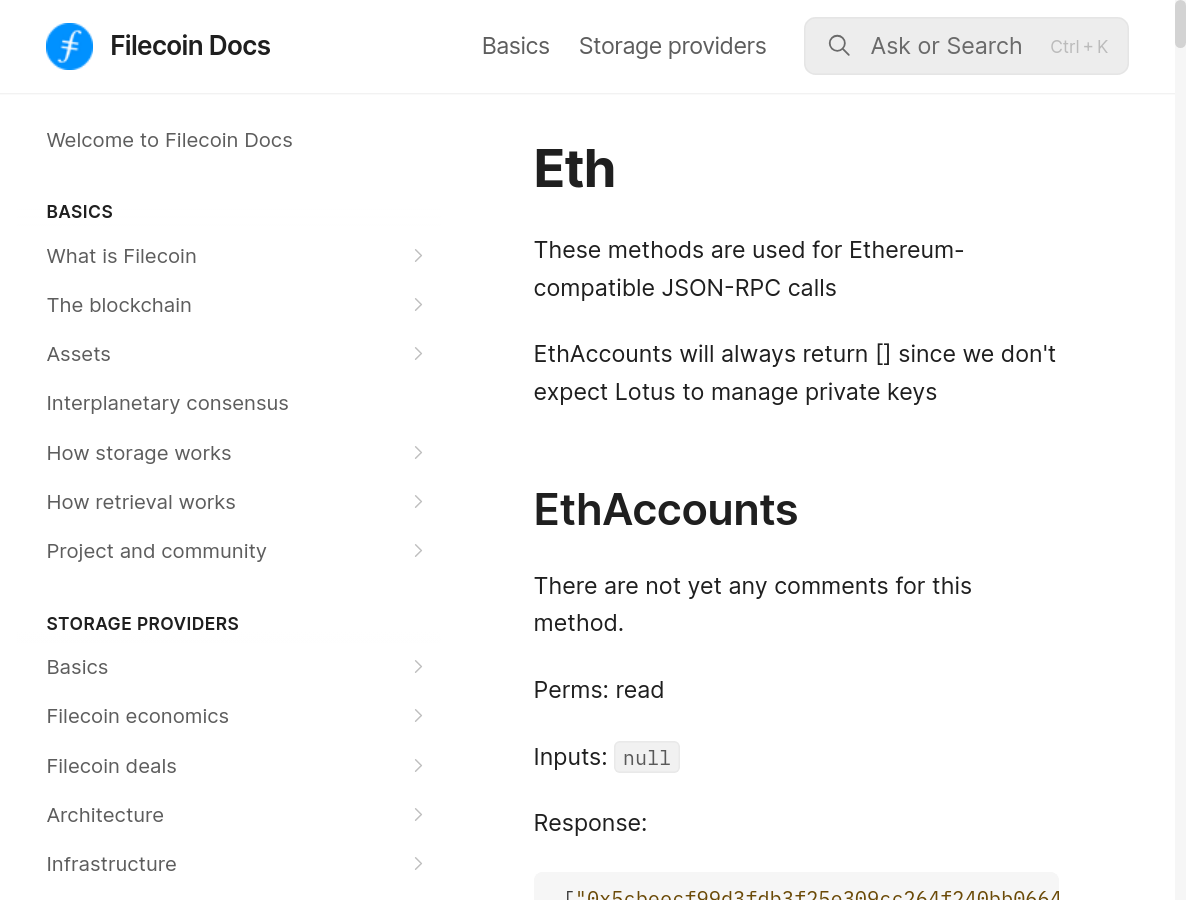 Filecoin Docs
Basics
Storage providers
Ask or Search
Ctrl + K
Welcome to Filecoin Docs
BASICS
What is Filecoin
The blockchain
Assets
Interplanetary consensus
How storage works
How retrieval works
Project and community
STORAGE PROVIDERS
Basics
Filecoin economics
Filecoin deals
Architecture
Infrastructure
Eth
These methods are used for Ethereum-
compatible JSON-RPC calls
EthAccounts will always return [] since we don't
expect Lotus to manage private keys
EthAccounts
There are not yet any comments for this
method.
Perms: read
Inputs: null
Response: